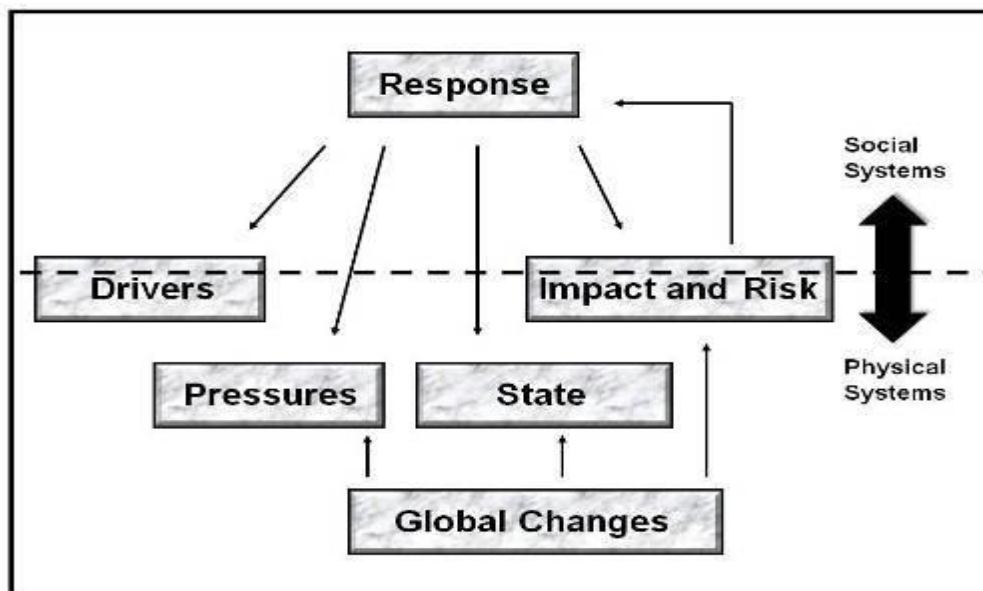 Response
Social
Systems
Drivers
Impact and Risk
Pressures
State
Physical
Systems
Global Changes